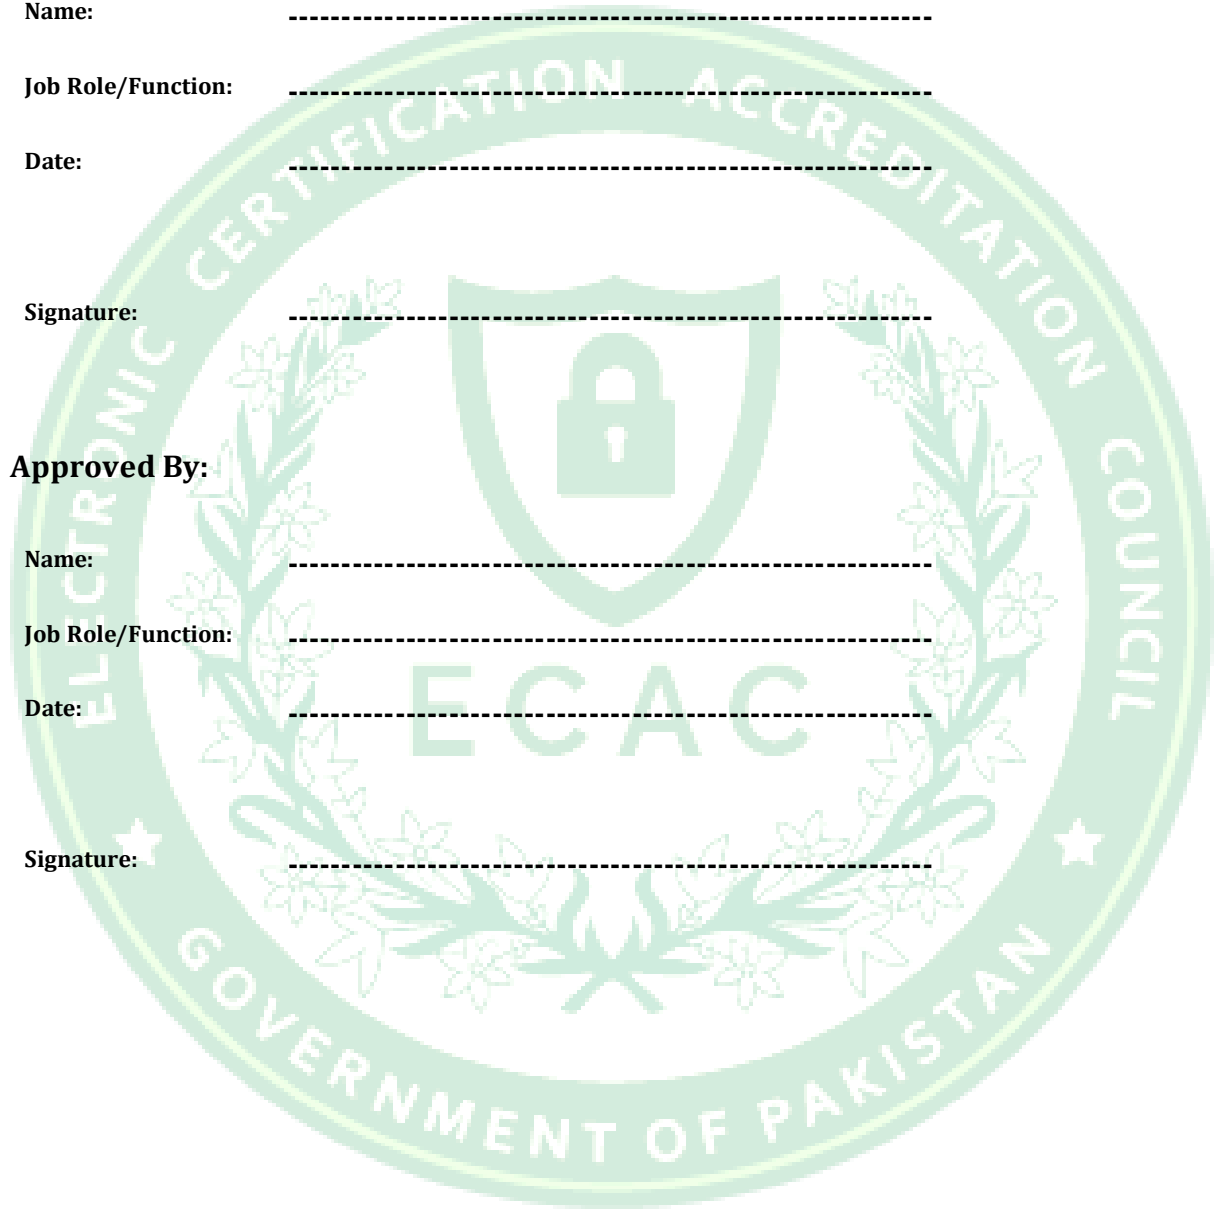 Name: ------------------------------------------------------------
Job Role/Function: ------------------------------------------------------------
Date: ------------------------------------------------------------
Signature: ------------------------------------------------------------
Approved By:
Name: ------------------------------------------------------------
Job Role/Function: ------------------------------------------------------------
Date: ------------------------------------------------------------
Signature: ------------------------------------------------------------
ELECTRONIC CERTIFICATION ACCREDITATION COUNCIL
ECAC
GOVERNMENT OF PAKISTAN